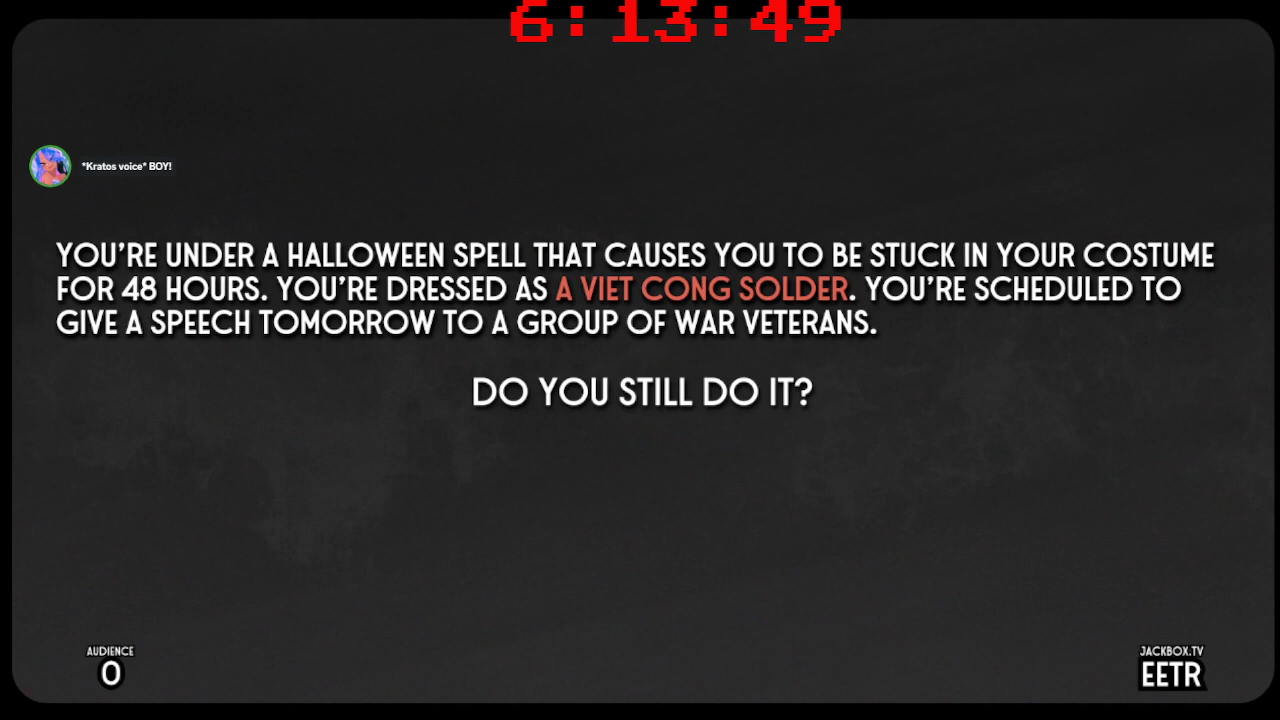 6:13:49
*Kratos voice* BOY!
YOU'RE UNDER A HALLOWEEN SPELL THAT CAUSES YOU TO BE STUCK IN YOUR COSTUME
FOR 48 HOURS. YOU'RE DRESSED AS A VIET CONG SOLDER. YOU'RE SCHEDULED TO
GIVE A SPEECH TOMORROW TO A GROUP OF WAR VETERANS.
DO YOU STILL DO IT?
AUDIENCE
0
JACKBOX.TV
EETR